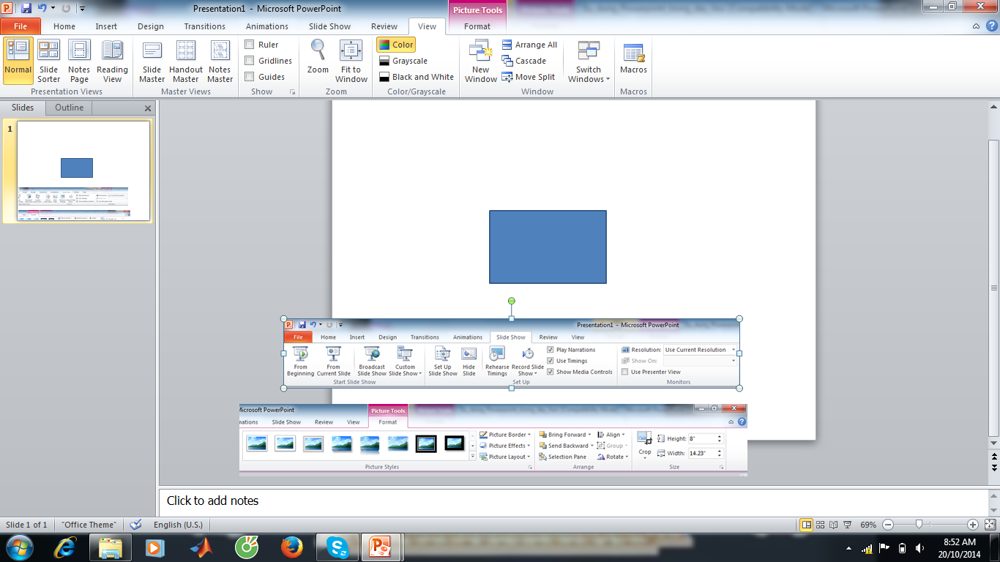 Presentation1 - Microsoft PowerPoint
Picture Tools
File Home Insert Design Transitions Animations Slide Show Review View Format
Normal
Slide Sorter
Notes Page
Reading View
Presentation Views
Slide Master
Handout Master
Notes Master
Master Views
Ruler
Gridlines
Guides
Show
Zoom
Fit to Window
Zoom
Color
Grayscale
Black and White
Color/Grayscale
New Window
Arrange All
Cascade
Move Split
Switch Windows
Window
Macros
Macros
Slides Outline
1
Presentation1 - Microsoft PowerPoint
File Home Insert Design Transitions Animations Slide Show Review View
From Beginning
From Current Slide
Broadcast Slide Show
Custom Slide Show
Start Slide Show
Set Up Slide Show
Hide Slide
Rehearse Timings
Record Slide Show
Play Narrations
Use Timings
Show Media Controls
Set Up
Resolution: Use Current Resolution
Show On:
Use Presenter View
Monitors
Microsoft PowerPoint
Picture Tools
mations Slide Show Review View Format
Picture Styles
Picture Border
Picture Effects
Picture Layout
Bring Forward
Send Backward
Selection Pane
Align
Group
Rotate
Arrange
Crop
Height: 8"
Width: 14.23"
Size
Click to add notes
Slide 1 of 1 "Office Theme" English (U.S.) 69%
8:52 AM
20/10/2014